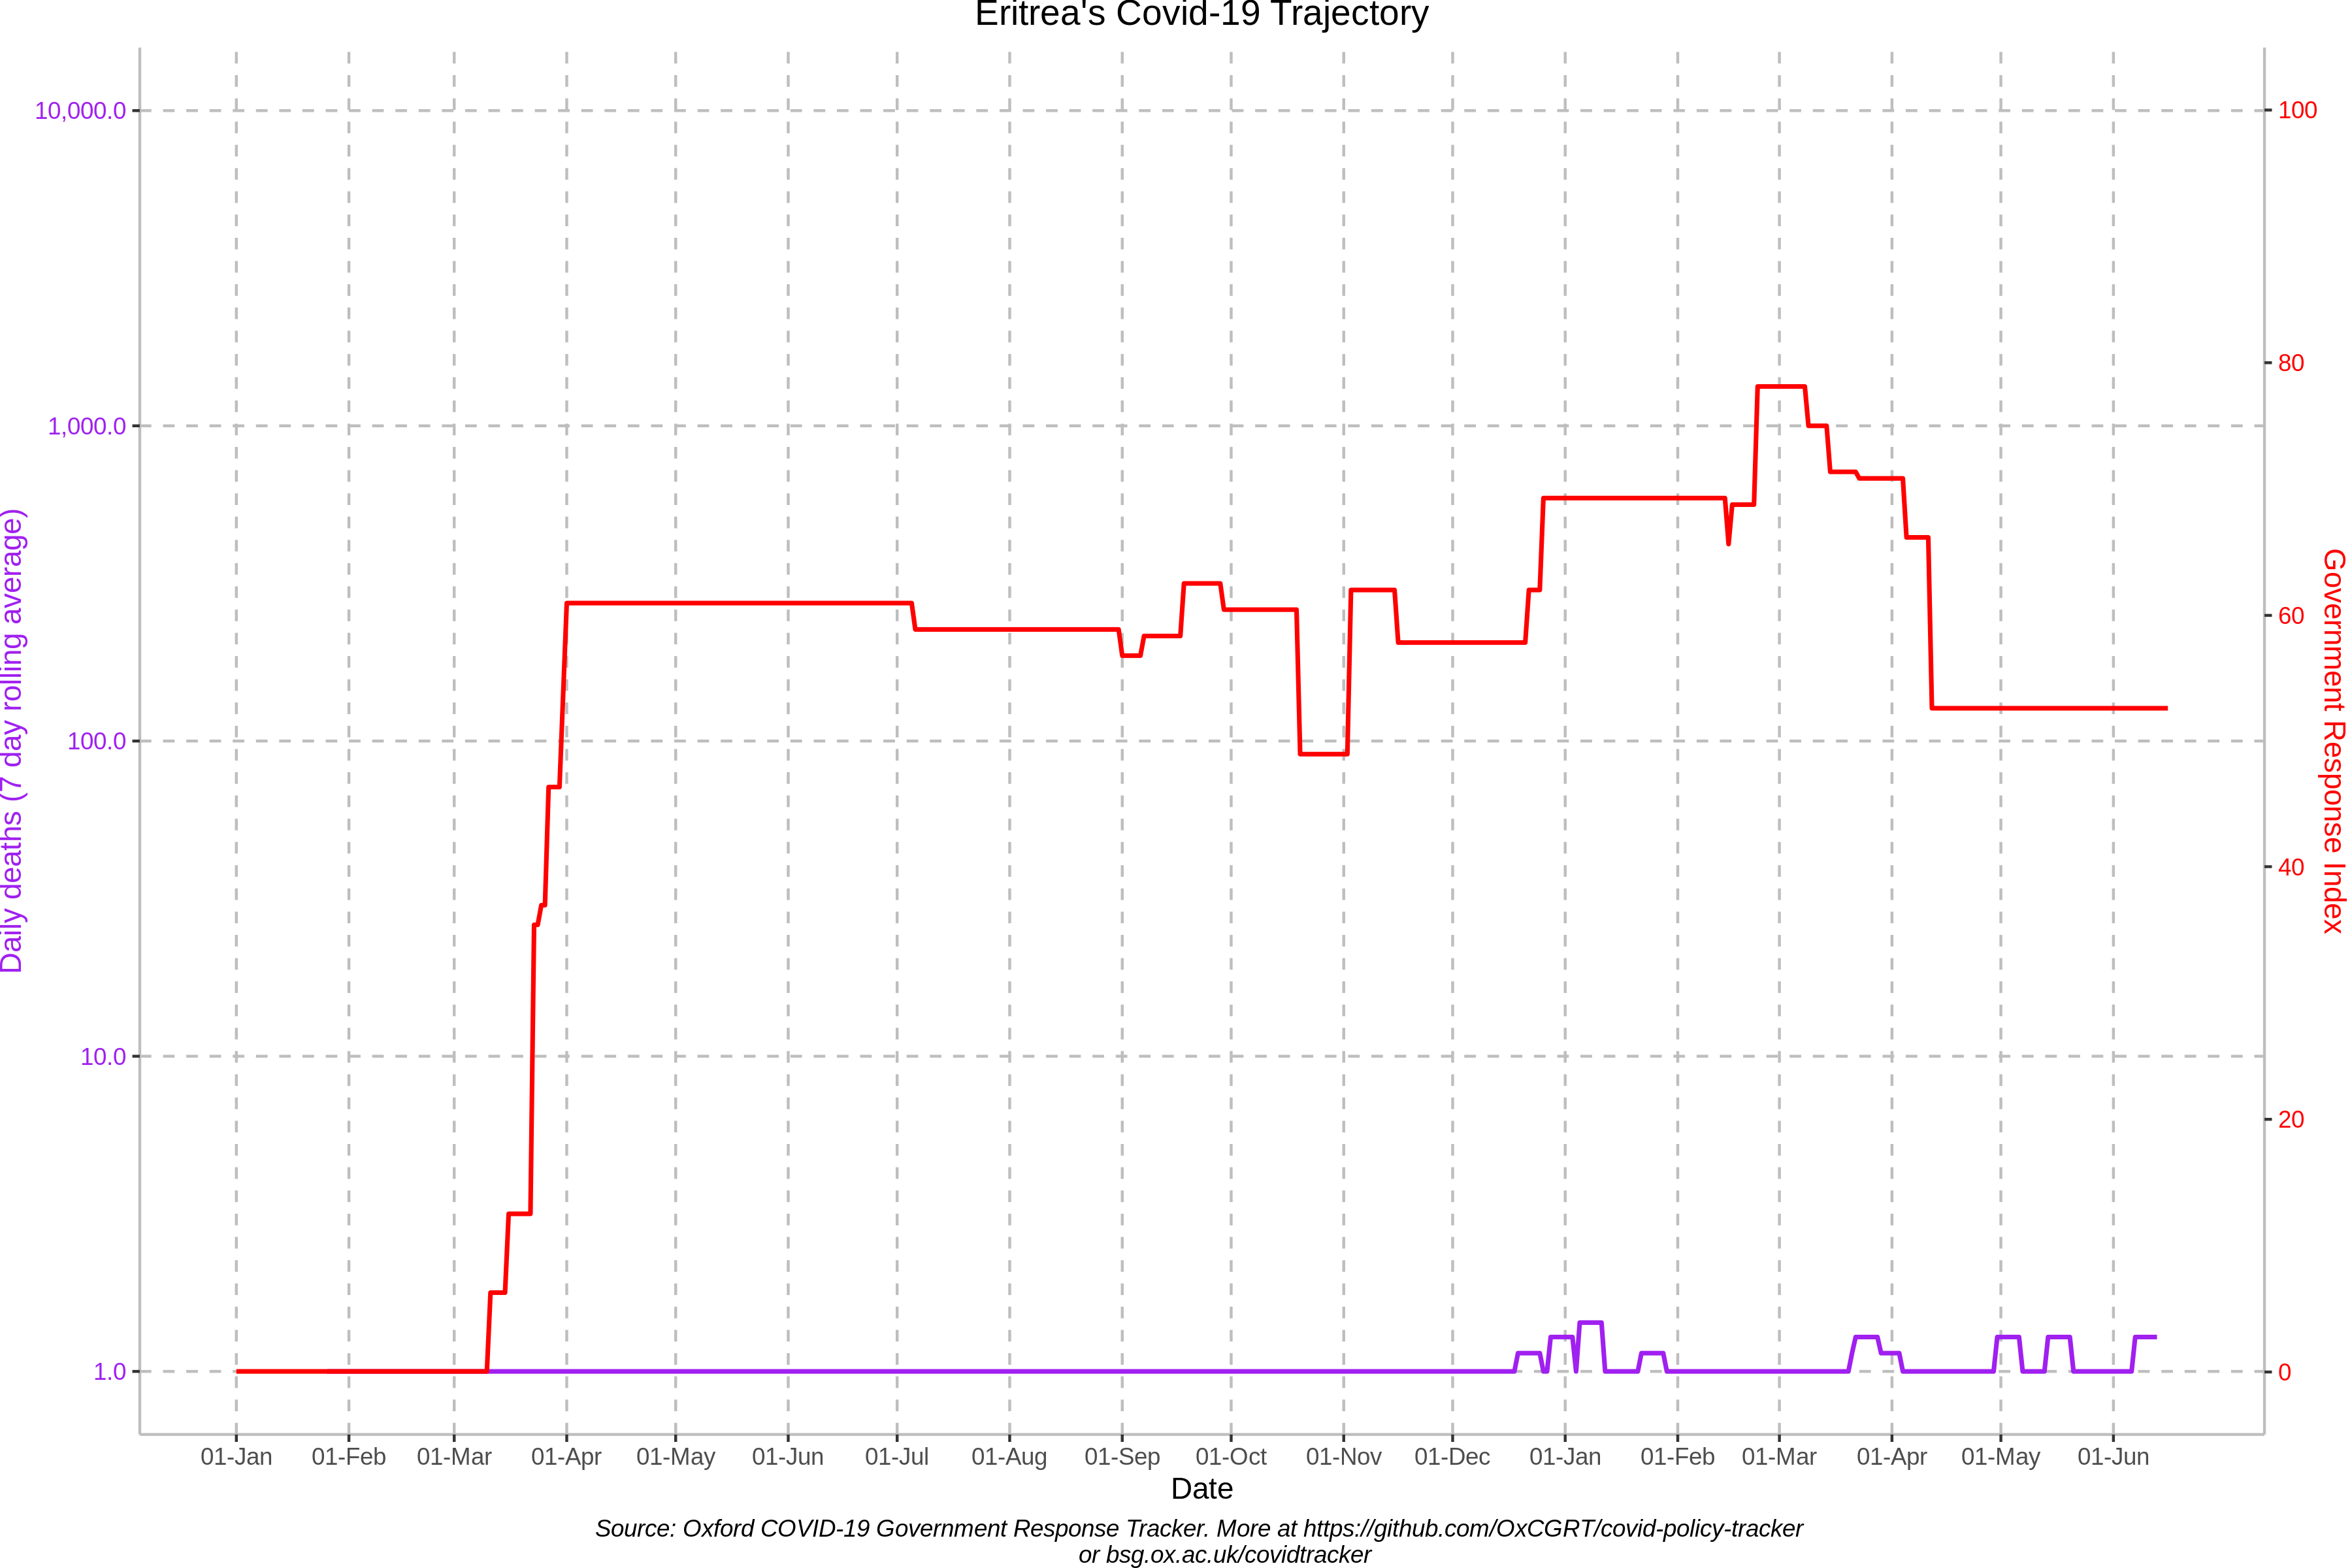 Eritrea's Covid-19 Trajectory
Daily deaths (7 day rolling average)
10,000.0
1,000.0
100.0
10.0
1.0
100
80
60
40
20
0
Government Response Index
01-Jan 01-Feb 01-Mar 01-Apr 01-May 01-Jun 01-Jul 01-Aug 01-Sep 01-Oct 01-Nov 01-Dec 01-Jan 01-Feb 01-Mar 01-Apr 01-May 01-Jun
Date
Source: Oxford COVID-19 Government Response Tracker. More at https://github.com/OxCGRT/covid-policy-tracker
or bsg.ox.ac.uk/covidtracker